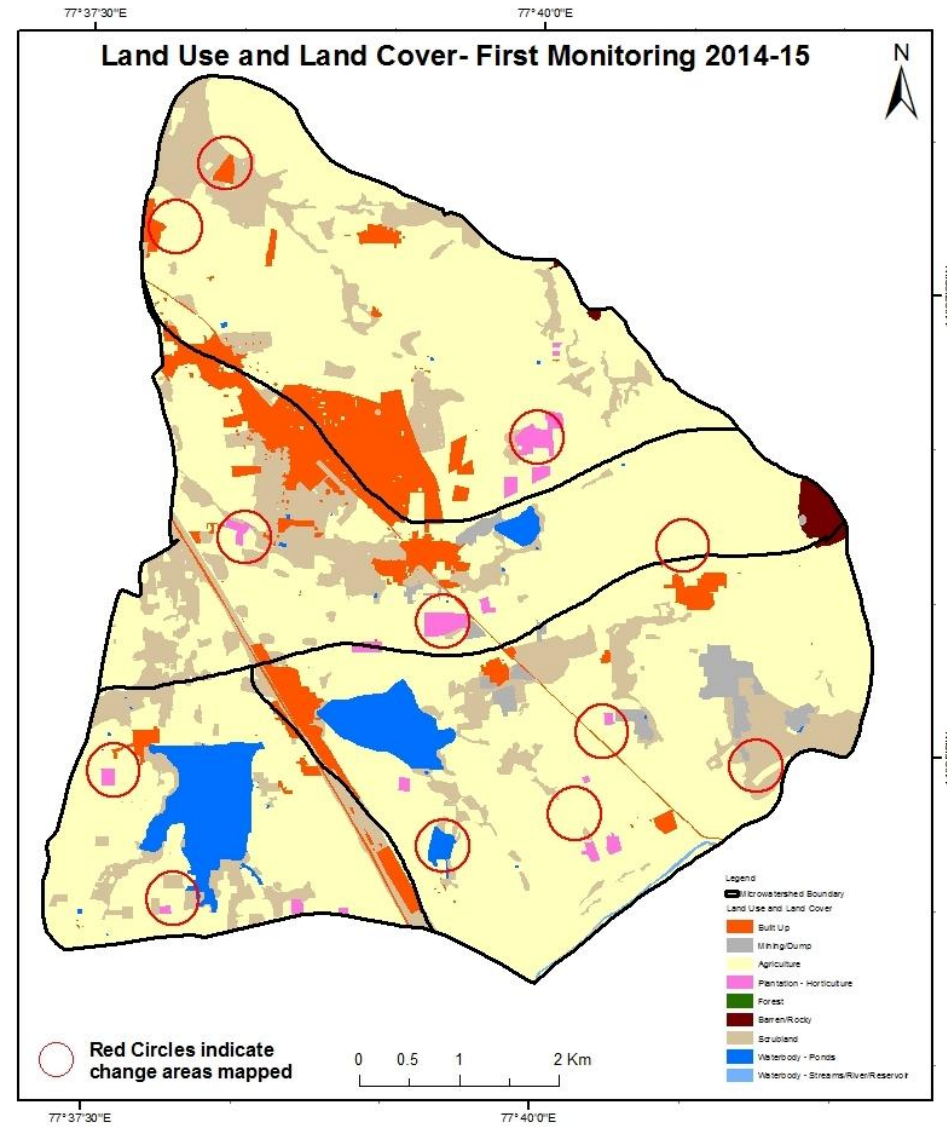 77° 37'30"E
77° 40'0"E
Land Use and Land Cover- First Monitoring 2014-15
N
Legend
Microwatershed Boundary
Land Use and Land Cover
Built Up
Mining/Dump
Agriculture
Plantation - Horticulture
Forest
Barren/Rocky
Scrubland
Waterbody - Ponds
Waterbody - Streams/River/Reservoir
Red Circles indicate
change areas mapped
0 0.5 1 2 Km
77° 37'30"E
77° 40'0"E